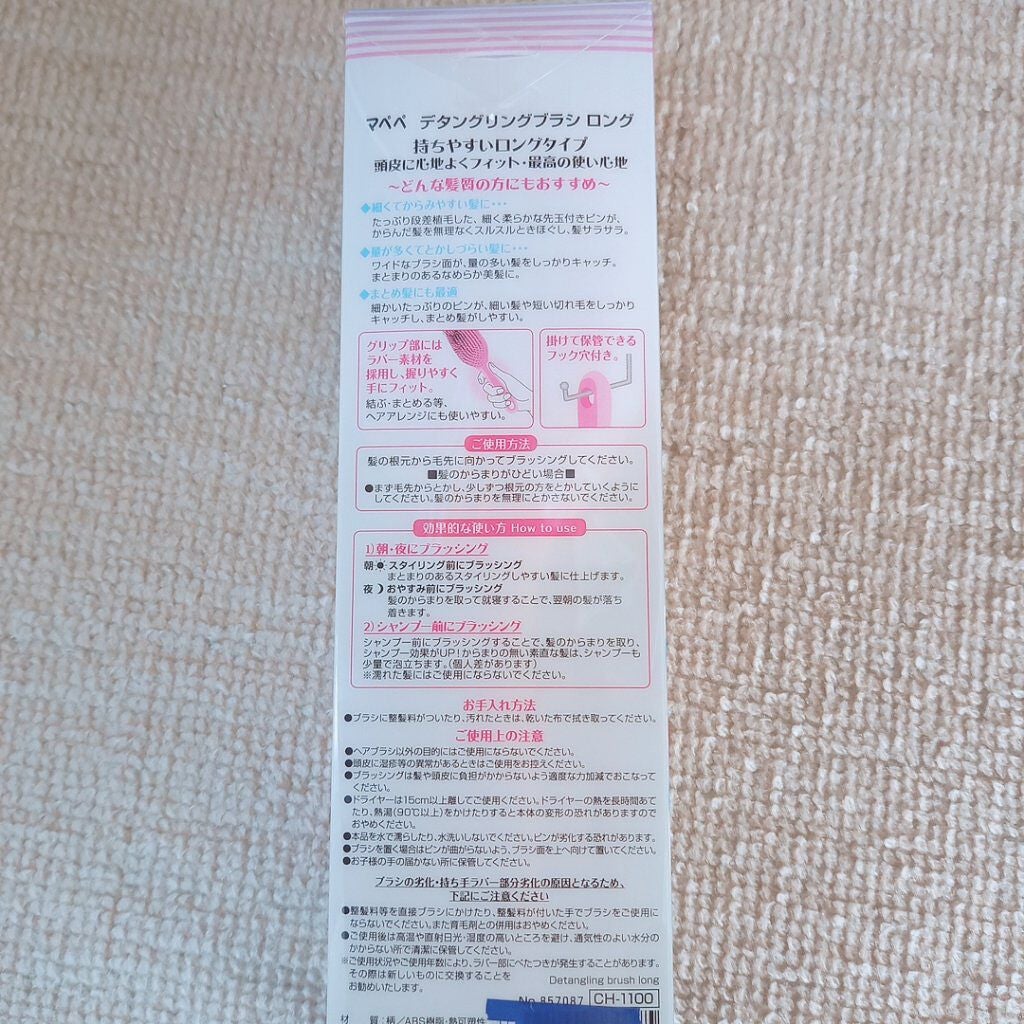 マペペ デタングリングブラシ ロング
持ちやすいロングタイプ
頭皮に心地よくフィット・最高の使い心地
～どんな髪質の方にもおすすめ～
◆細くてからみやすい髪に・・・
たっぷり段差植毛した、細く柔らかな先玉付きピンが、
からんだ髪を無理なくスルスルときほぐし、髪サラサラ。
◆量が多くてとかしづらい髪に・・・
ワイドなブラシ面が、量の多い髪をしっかりキャッチ。
まとまりのあるなめらか美髪に。
◆まとめ髪にも最適
細かいたっぷりのピンが、細い髪や短い切れ毛をしっかり
キャッチし、まとめ髪がしやすい。
グリップ部には
ラバー素材を
採用し、握りやすく
手にフィット。
結ぶ・まとめる等、
ヘアアレンジにも使いやすい。
掛けて保管できる
フック穴付き。
ご使用方法
髪の根元から毛先に向かってブラッシングしてください。
■髪のからまりがひどい場合■
●まず毛先からとかし、少しずつ根元の方をとかしていくように
してください。髪のからまりを無理にとかさないでください。
効果的な使い方 How to use
1)朝・夜にブラッシング
朝 スタイリング前にブラッシング
まとまりのあるスタイリングしやすい髪に仕上げます。
夜 おやすみ前にブラッシング
髪のからまりを取って就寝することで、翌朝の髪が落ち
着きます。
2)シャンプー前にブラッシング
シャンプー前にブラッシングすることで、髪のからまりを取り、
シャンプー効果がUP!からまりの無い素直な髪は、シャンプーも
少量で泡立ちます。(個人差があります)
※濡れた髪にはご使用にならないでください。
お手入れ方法
●ブラシに整髪料がついたり、汚れたときは、乾いた布で拭き取ってください。
ご使用上の注意
●ヘアブラシ以外の目的にはご使用にならないでください。
●頭皮に湿疹等の異常があるときはご使用をお控えください。
●ブラッシングは髪や頭皮に負担がかからないよう適度な力加減でおこなって
ください。
●ドライヤーは15cm以上離してご使用ください。ドライヤーの熱を長時間あて
たり、熱湯(90℃以上)をかけたりすると本体の変形の恐れがありますので
おやめください。
●本品を水で濡らしたり、水洗いしないでください。ピンが劣化する恐れがあります。
●ブラシを置く場合はピンが曲がらないよう、ブラシ面を上へ向けて置いてください。
●お子様の手の届かない所に保管してください。
ブラシの劣化・持ち手ラバー部分劣化の原因となるため、
下記にご注意ください
●整髪料等を直接ブラシにかけたり、整髪料が付いた手でブラシをご使用に
ならないでください。また育毛剤との併用はおやめください。
●ご使用後は高温や直射日光・湿度の高いところを避け、通気性のよい水分の
かからない所で清潔に保管してください。
※ご使用状況やご使用年数により、ラバー部にべたつきが発生することがあります。
その際は新しいものに交換することを
お勧めいたします。
Detangling brush long
No.857087 CH-1100
材 質:柄/ABS樹脂・熱可塑性